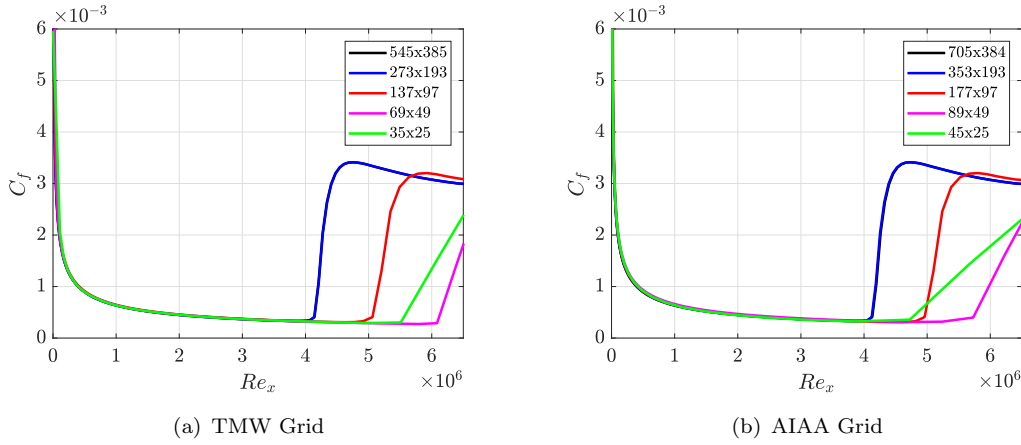 ×10⁻³
6
5
4
3
2
1
0
C_f
545x385
273x193
137x97
69x49
35x25
0 1 2 3 4 5 6
Re_x ×10⁶
(a) TMW Grid
×10⁻³
6
5
4
3
2
1
0
C_f
705x384
353x193
177x97
89x49
45x25
0 1 2 3 4 5 6
Re_x ×10⁶
(b) AIAA Grid